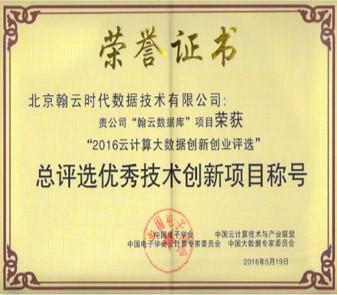 荣誉证书
北京翰云时代数据技术有限公司：
贵公司“翰云数据库”项目荣获
“2016云计算大数据创新创业评选”
总评选优秀技术创新项目称号
中国电子学会 中国云计算技术与产业联盟
中国电子学会云计算专家委员会 中国大数据专家委员会
2016年5月19日